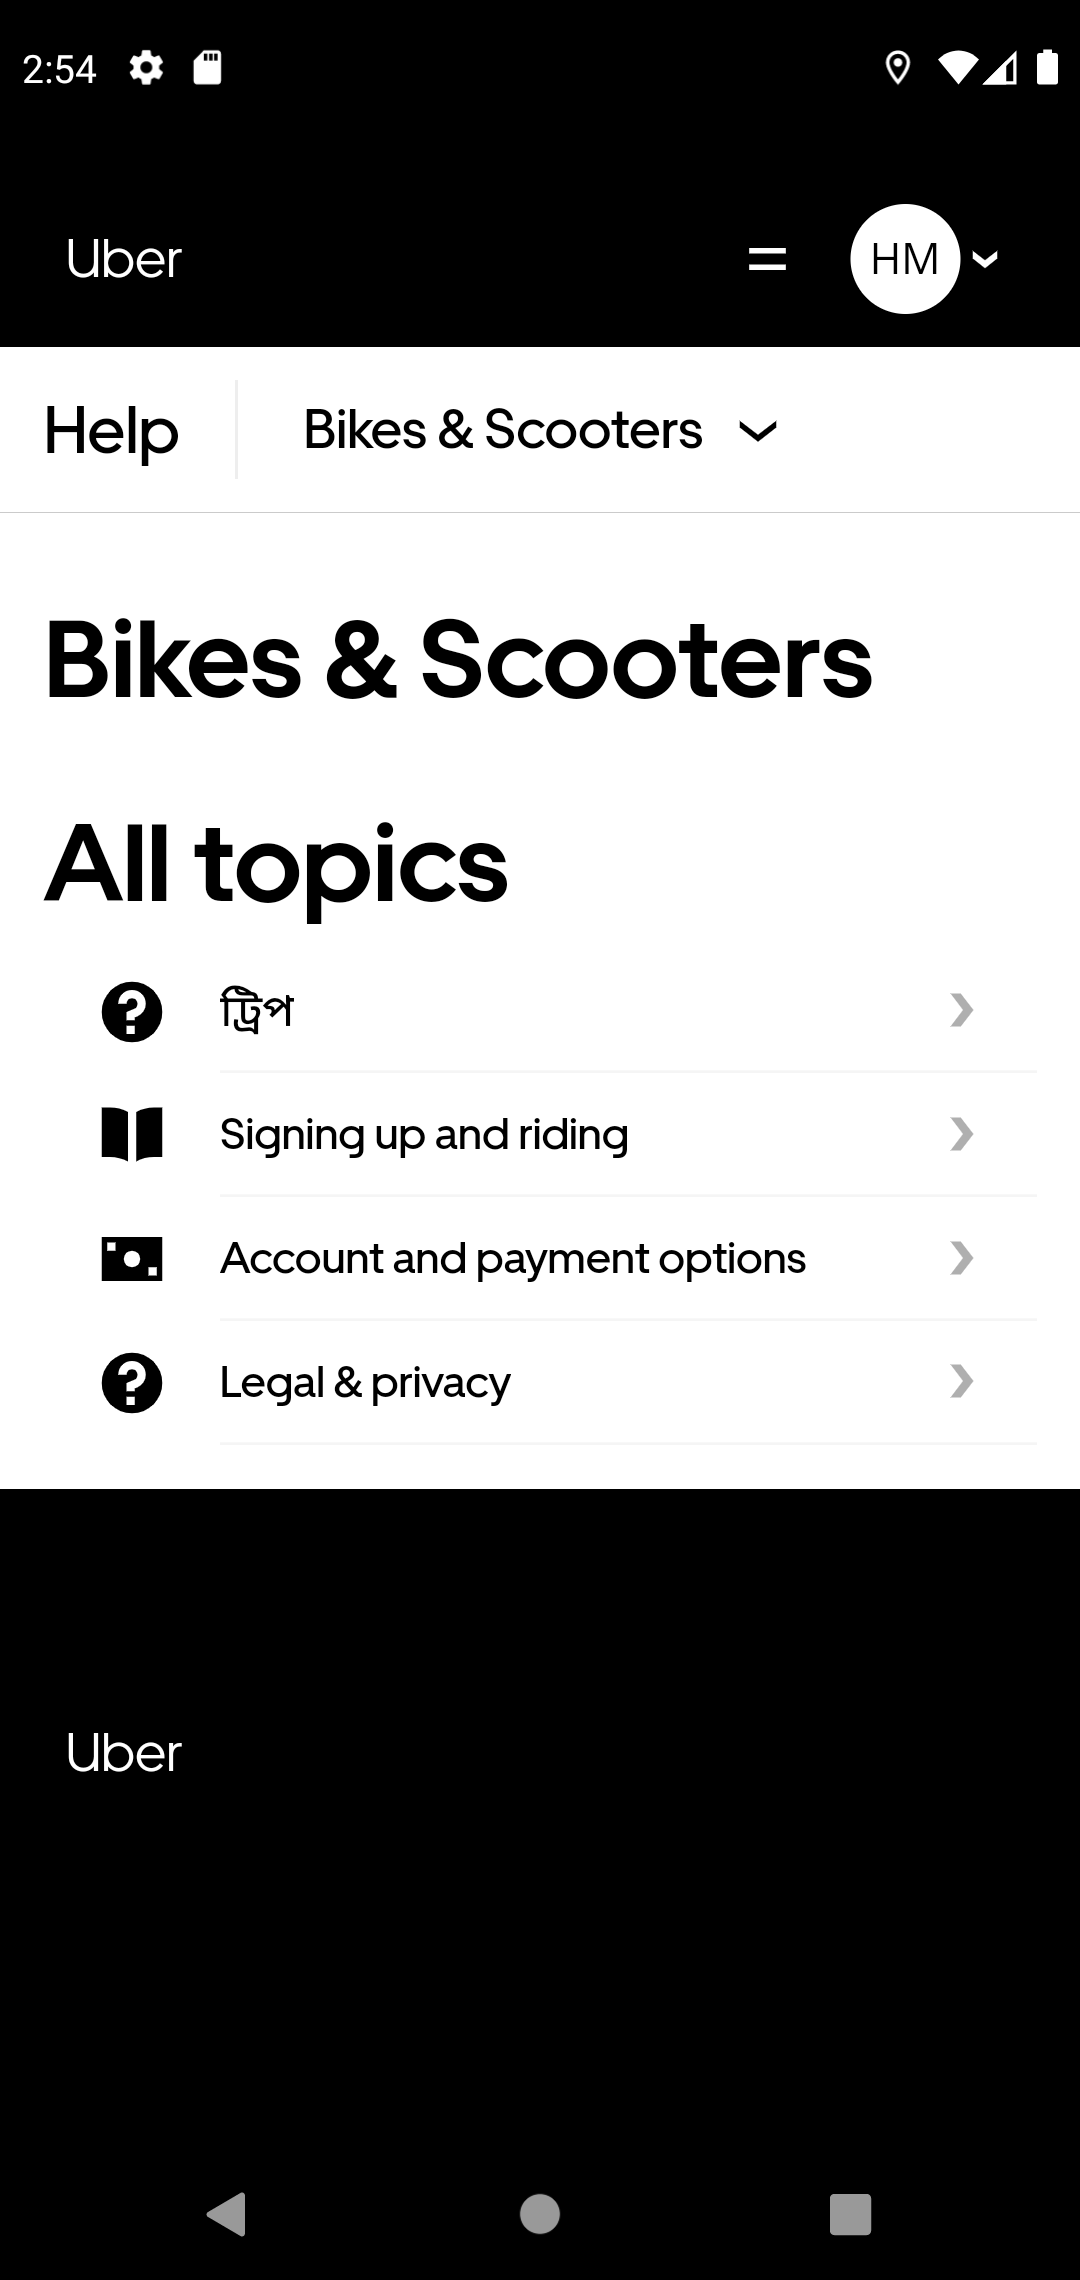 2:54
Uber
HM
Help
Bikes & Scooters
Bikes & Scooters
All topics
ট্রিপ
Signing up and riding
Account and payment options
Legal & privacy
Uber